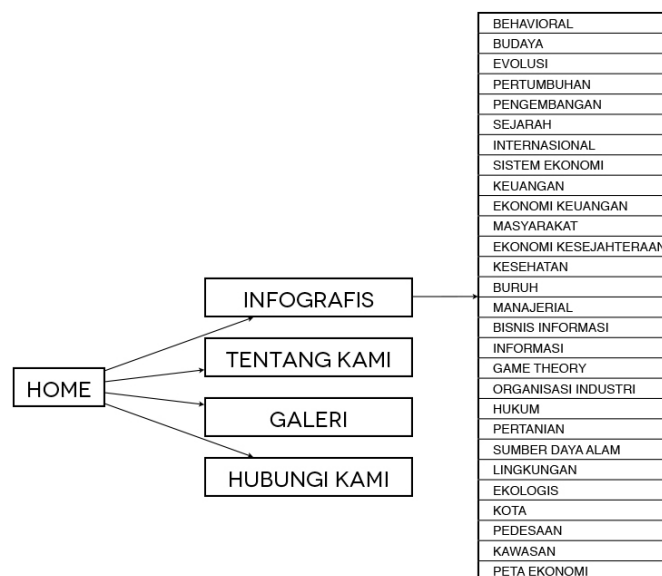 HOME
INFOGRAFIS
TENTANG KAMI
GALERI
HUBUNGI KAMI
BEHAVIORAL
BUDAYA
EVOLUSI
PERTUMBUHAN
PENGEMBANGAN
SEJARAH
INTERNASIONAL
SISTEM EKONOMI
KEUANGAN
EKONOMI KEUANGAN
MASYARAKAT
EKONOMI KESEJAHTERAAN
KESEHATAN
BURUH
MANAJERIAL
BISNIS INFORMASI
INFORMASI
GAME THEORY
ORGANISASI INDUSTRI
HUKUM
PERTANIAN
SUMBER DAYA ALAM
LINGKUNGAN
EKOLOGIS
KOTA
PEDESAAN
KAWASAN
PETA EKONOMI